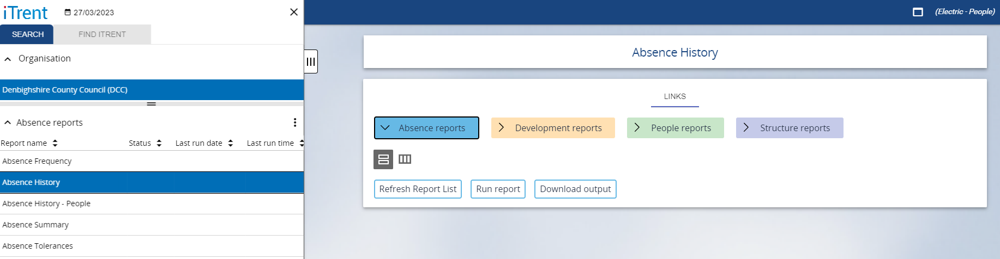 iTrent 27/03/2023
SEARCH FIND ITRENT
Organisation
Denbighshire County Council (DCC)
Absence reports
Report name Status Last run date Last run time
Absence Frequency
Absence History
Absence History - People
Absence Summary
Absence Tolerances
(Electric - People)
Absence History
LINKS
Absence reports Development reports People reports Structure reports
Refresh Report List Run report Download output